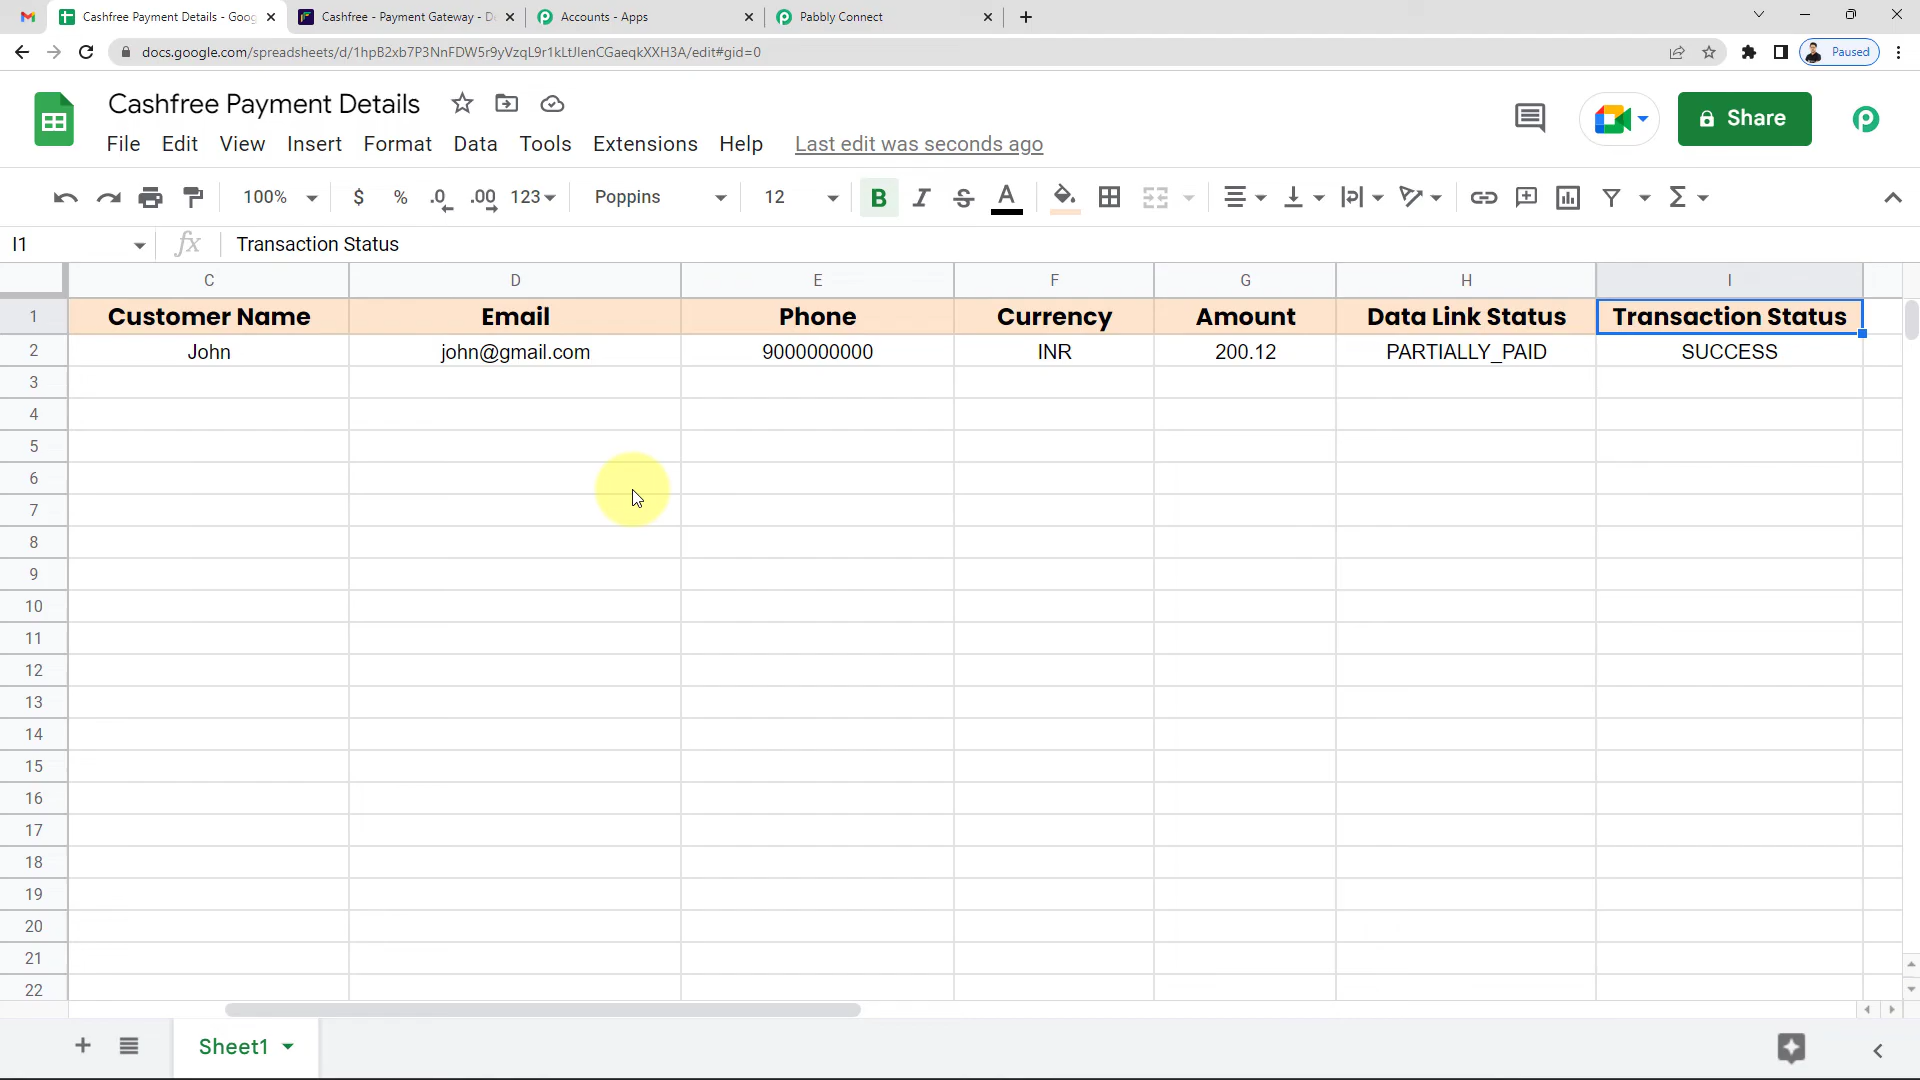 Cashfree Payment Details - Goog
Cashfree - Payment Gateway - D
Accounts - Apps
Pabbly Connect
docs.google.com/spreadsheets/d/1hpB2xb7P3NnFDW5r9yVzqL9r1kLtJlenCGaeqkXXH3A/edit#gid=0
Paused
Cashfree Payment Details
Share
File Edit View Insert Format Data Tools Extensions Help Last edit was seconds ago
100% $ % .0 .00 123 Poppins 12 B I S A
I1 fx Transaction Status
C D E F G H I
1 Customer Name Email Phone Currency Amount Data Link Status Transaction Status
2 John john@gmail.com 9000000000 INR 200.12 PARTIALLY_PAID SUCCESS
3
4
5
6
7
8
9
10
11
12
13
14
15
16
17
18
19
20
21
22
Sheet1